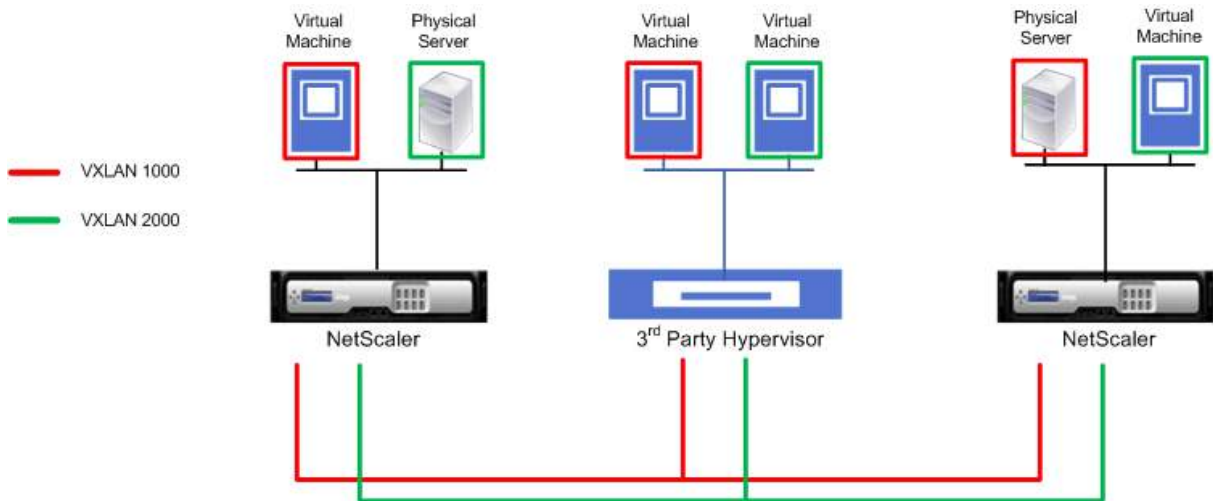 Virtual
Machine
Physical
Server
Virtual
Machine
Virtual
Machine
Physical
Server
Virtual
Machine
VXLAN 1000
VXLAN 2000
NetScaler
3rd Party Hypervisor
NetScaler